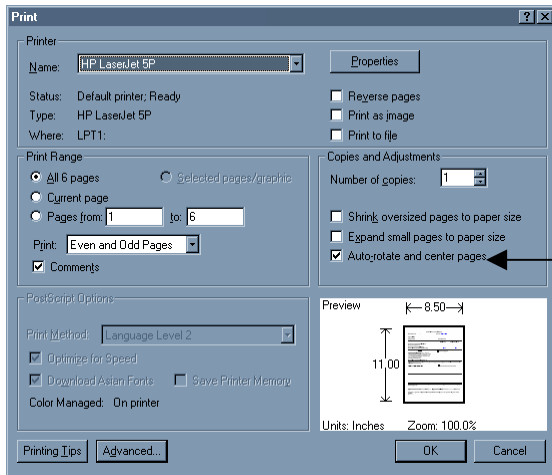 Print
Printer
Name: HP LaserJet 5P
Properties
Status: Default printer; Ready
Type: HP LaserJet 5P
Where: LPT1:
Reverse pages
Print as image
Print to file
Print Range
All 6 pages
Selected pages/graphic
Current page
Pages from: 1 to: 6
Print: Even and Odd Pages
Comments
Copies and Adjustments
Number of copies: 1
Shrink oversized pages to paper size
Expand small pages to paper size
Auto-rotate and center pages
PostScript Options
Print Method: Language Level 2
Optimize for Speed
Download Asian Fonts
Save Printer Memory
Color Managed: On printer
Preview
8.50
11.00
Units: Inches Zoom: 100.0%
Printing Tips
Advanced...
OK
Cancel